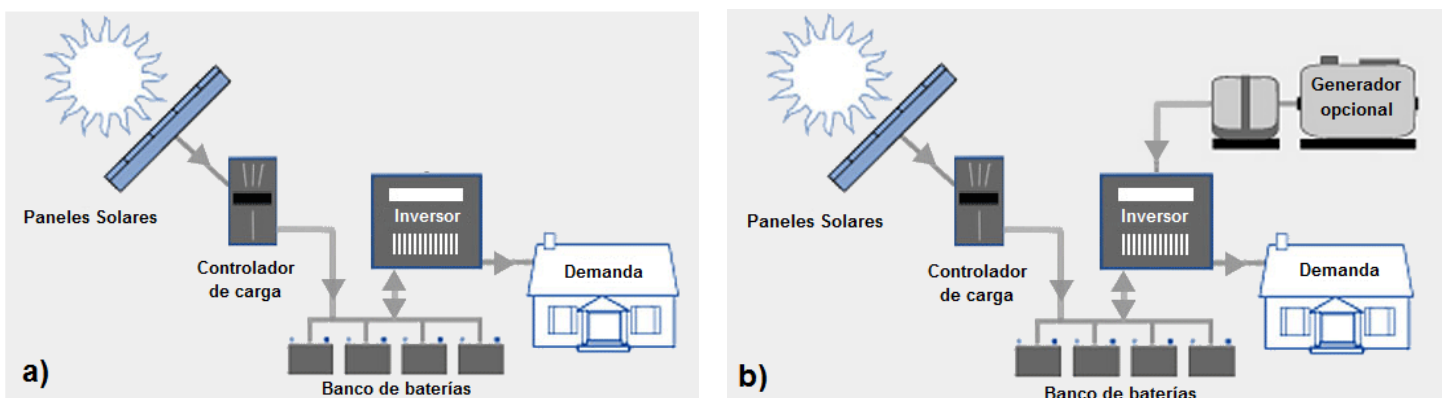 Paneles Solares
Controlador
de carga
Inversor
Demanda
Banco de baterías
a)
Generador
opcional
Paneles Solares
Controlador
de carga
Inversor
Demanda
Banco de baterías
b)